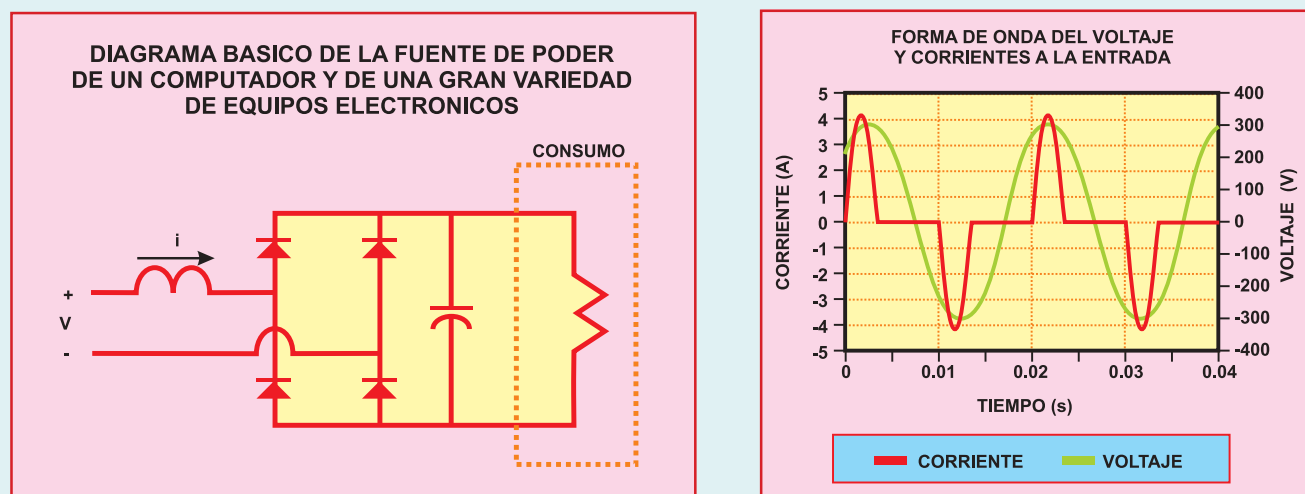 DIAGRAMA BASICO DE LA FUENTE DE PODER
DE UN COMPUTADOR Y DE UNA GRAN VARIEDAD
DE EQUIPOS ELECTRONICOS
CONSUMO
i
+
V
-
FORMA DE ONDA DEL VOLTAJE
Y CORRIENTES A LA ENTRADA
CORRIENTE (A)
5
4
3
2
1
0
-1
-2
-3
-4
-5
400
300
200
100
0
-100
-200
-300
-400
VOLTAJE (V)
0 0.01 0.02 0.03 0.04
TIEMPO (s)
CORRIENTE VOLTAJE